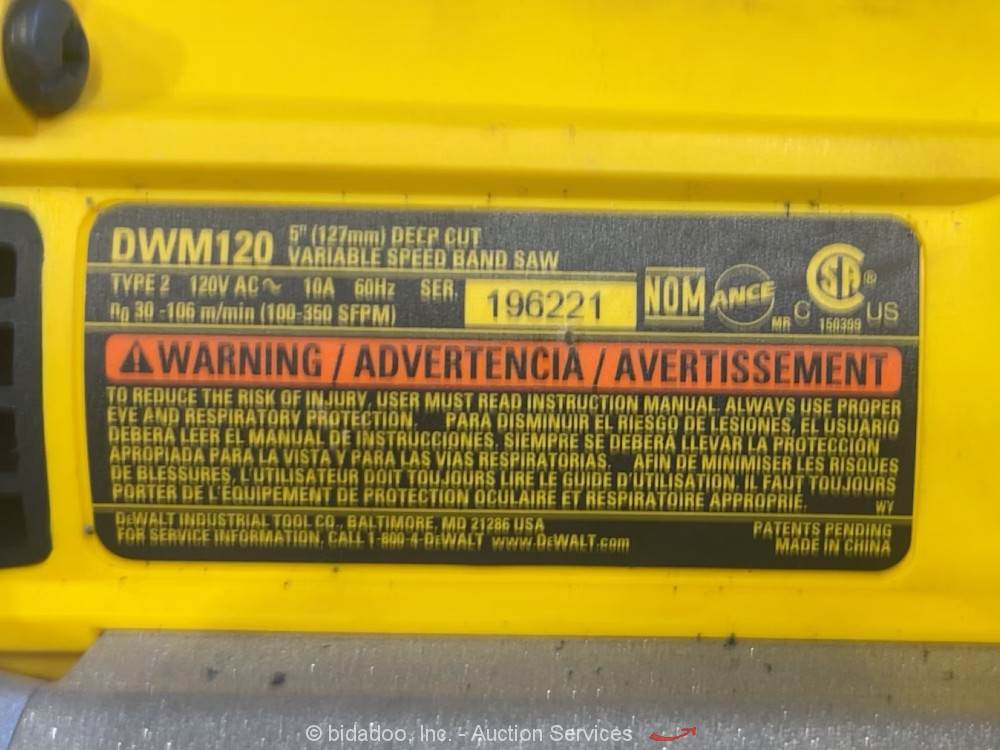 DWM120 5" (127mm) DEEP CUT
VARIABLE SPEED BAND SAW
TYPE 2 120V AC ~ 10A 60Hz SER. 196221
n0 30 -106 m/min (100-350 SFPM)
NOM ANCE MR C SA ® C US 150399
⚠WARNING / ADVERTENCIA / AVERTISSEMENT
TO REDUCE THE RISK OF INJURY, USER MUST READ INSTRUCTION MANUAL. ALWAYS USE PROPER
EYE AND RESPIRATORY PROTECTION. PARA DISMINUIR EL RIESGO DE LESIONES, EL USUARIO
DEBERÁ LEER EL MANUAL DE INSTRUCCIONES. SIEMPRE SE DEBERÁ LLEVAR LA PROTECCIÓN
APROPIADA PARA LA VISTA Y PARA LAS VIAS RESPIRATORIAS. AFIN DE MINIMISER LES RISQUES
DE BLESSURES, L'UTILISATEUR DOIT TOUJOURS LIRE LE GUIDE D'UTILISATION. IL FAUT TOUJOURS
PORTER DE L'ÉQUIPEMENT DE PROTECTION OCULAIRE ET RESPIRATOIRE APPROPRIÉ. WY
DEWALT INDUSTRIAL TOOL CO., BALTIMORE, MD 21286 USA
FOR SERVICE INFORMATION, CALL 1-800-4-DEWALT www.DEWALT.com
PATENTS PENDING
MADE IN CHINA
© bidadoo, Inc. - Auction Services